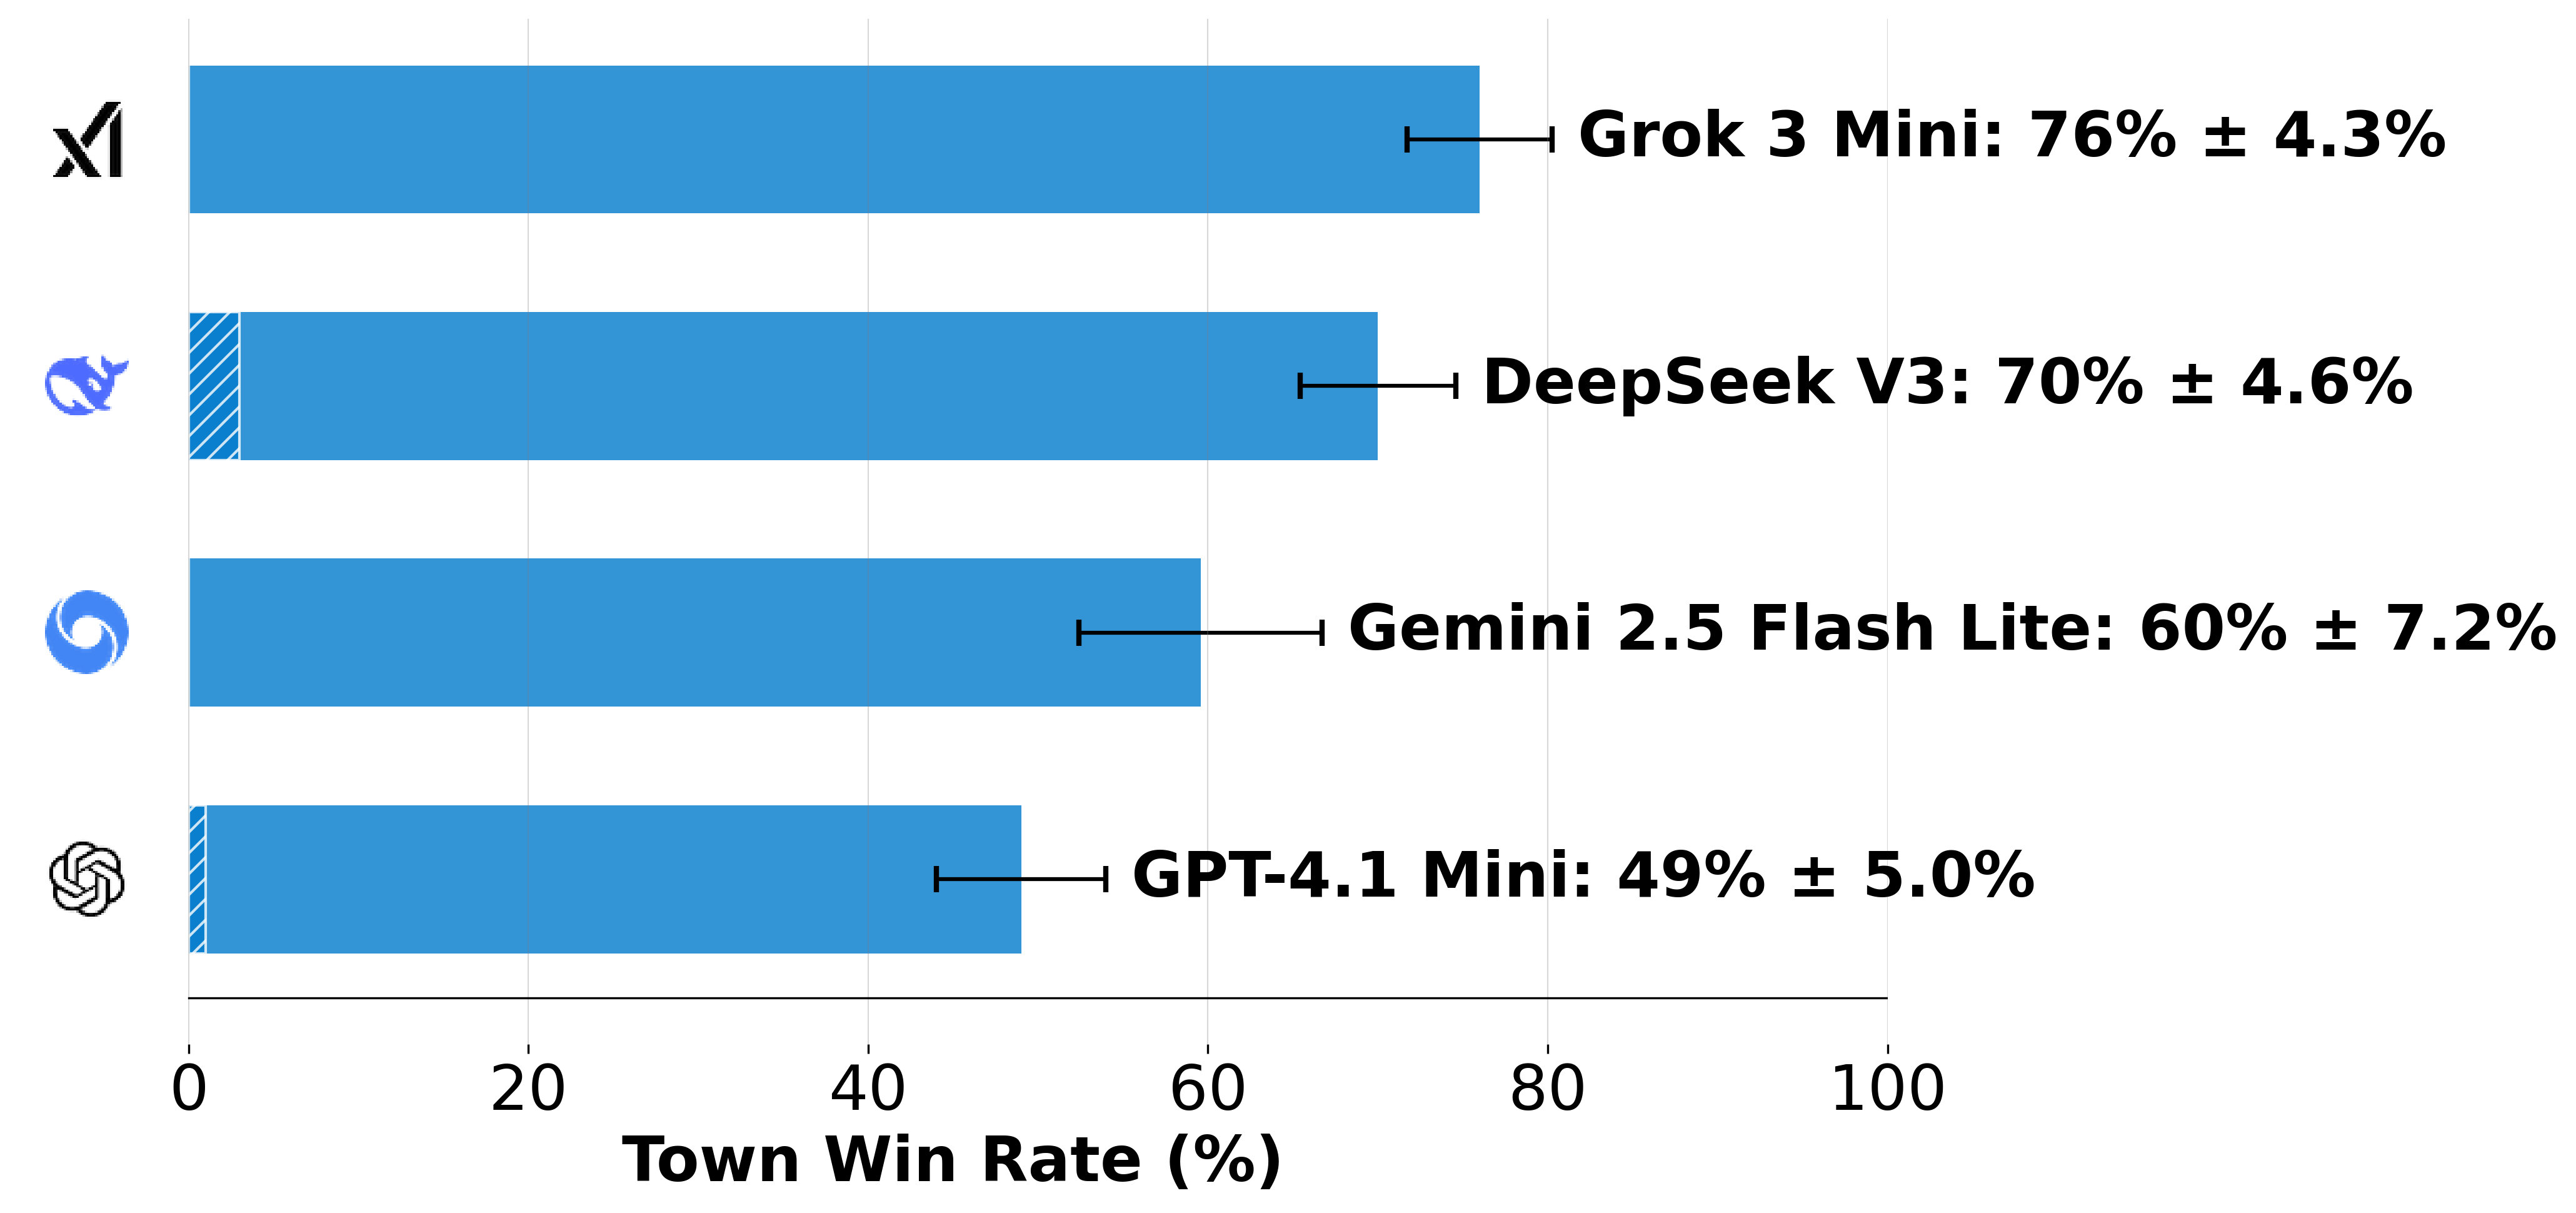 Grok 3 Mini: 76% ± 4.3%
DeepSeek V3: 70% ± 4.6%
Gemini 2.5 Flash Lite: 60% ± 7.2%
GPT-4.1 Mini: 49% ± 5.0%
0 20 40 60 80 100
Town Win Rate (%)